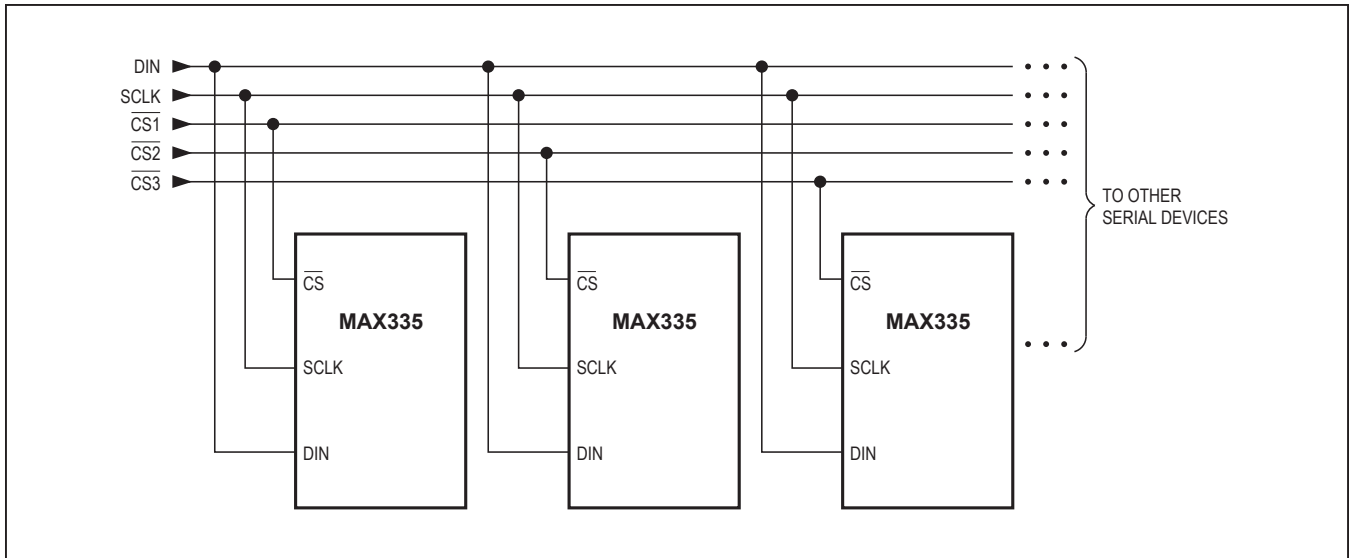 DIN
SCLK
CS1
CS2
CS3
TO OTHER
SERIAL DEVICES
CS
MAX335
SCLK
DIN
CS
MAX335
SCLK
DIN
CS
MAX335
SCLK
DIN